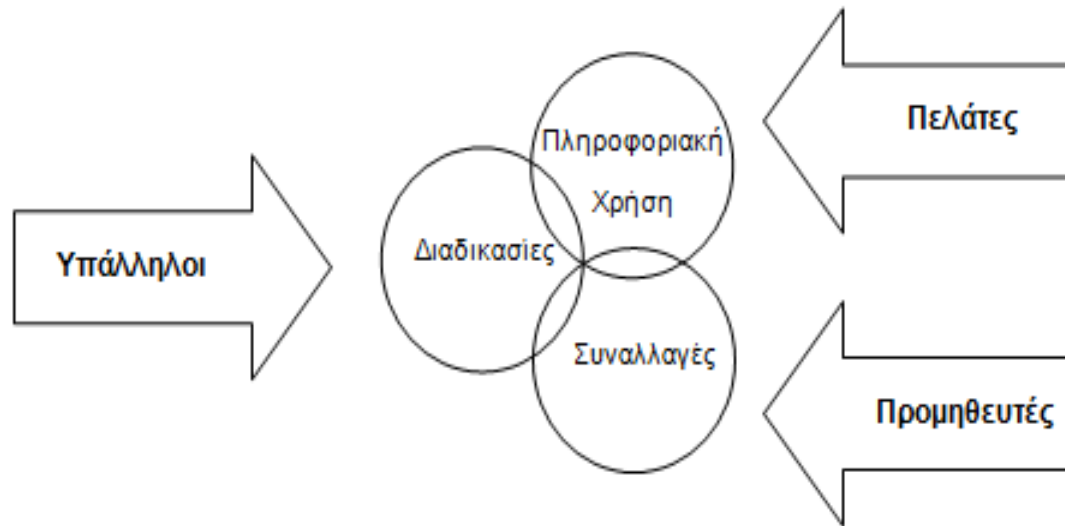 Υπάλληλοι
Διαδικασίες
Πληροφοριακή
Χρήση
Συναλλαγές
Πελάτες
Προμηθευτές